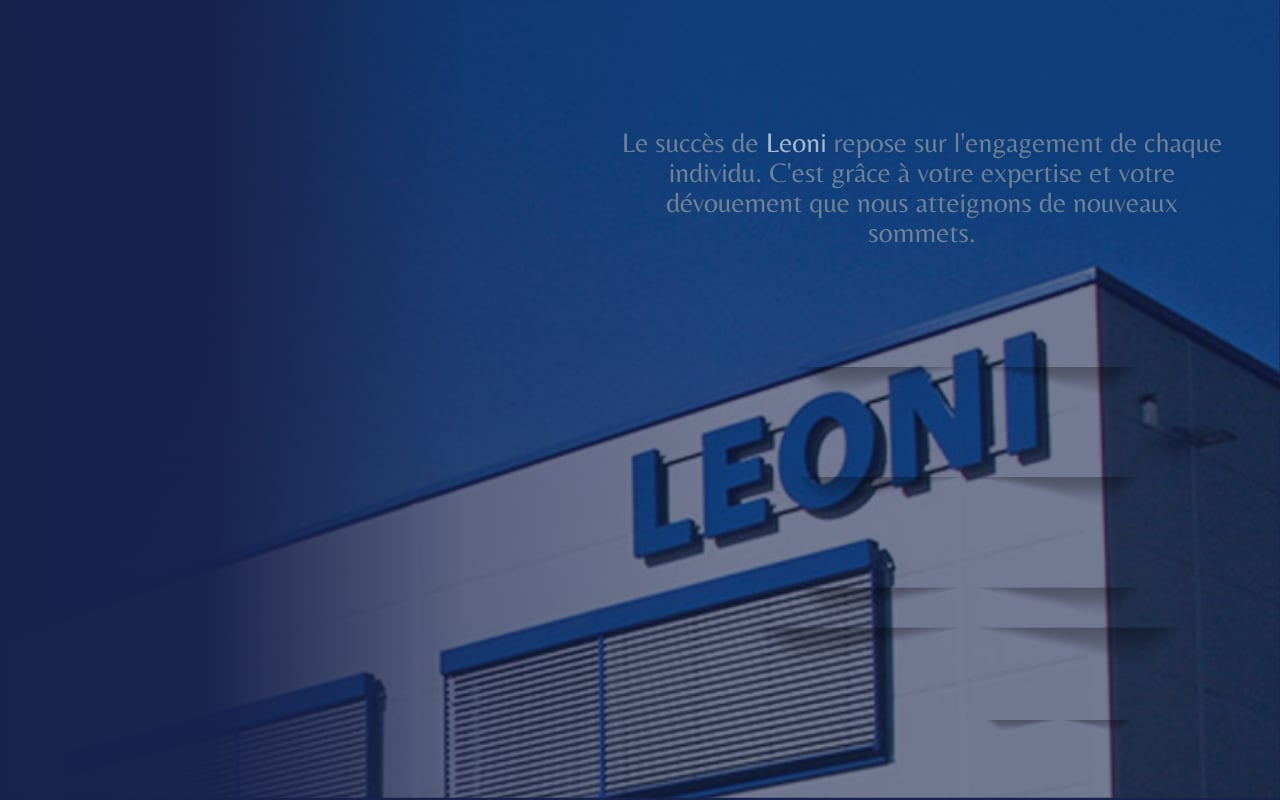 Le succès de Leoni repose sur l'engagement de chaque
individu. C'est grâce à votre expertise et votre
dévouement que nous atteignons de nouveaux
sommets.
LEONI